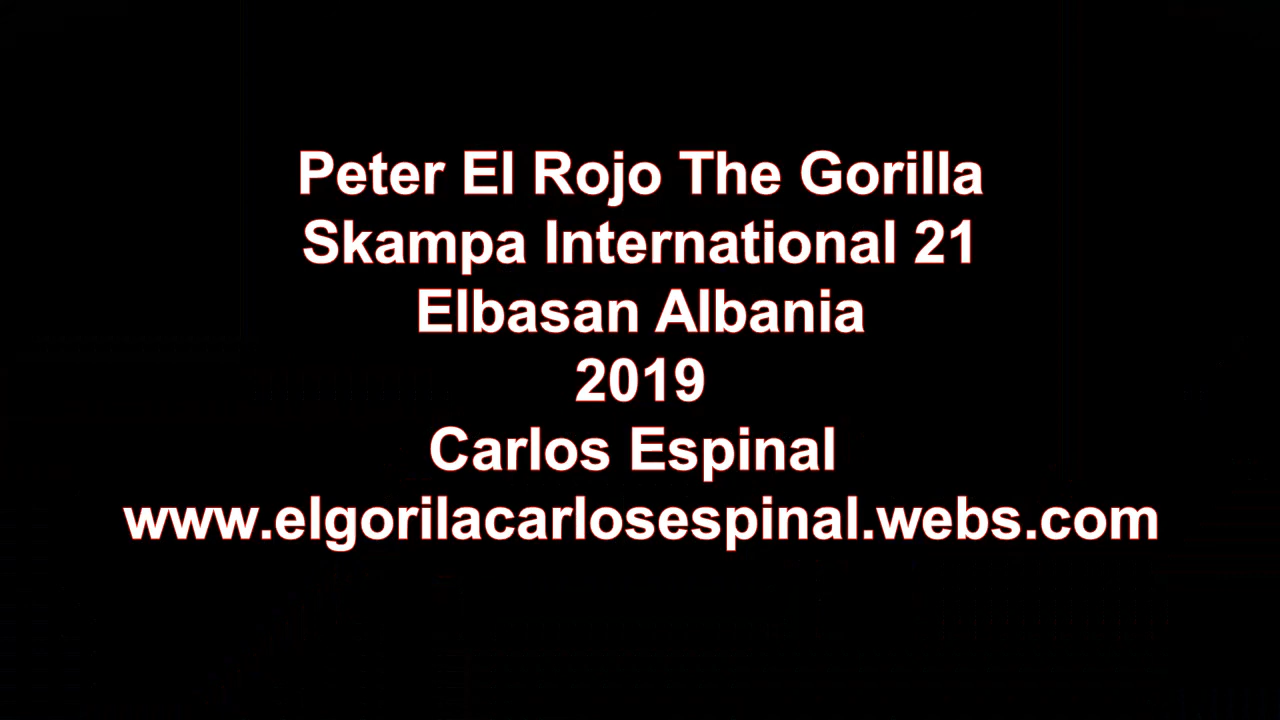 Peter El Rojo The Gorilla
Skampa International 21
Elbasan Albania
2019
Carlos Espinal
www.elgorilacarlosespinal.webs.com